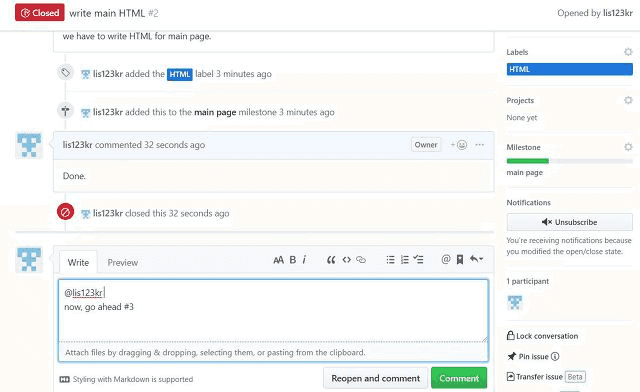 Closed write main HTML #2 Opened by lis123kr
we have to write HTML for main page.
Labels
HTML
lis123kr added the HTML label 3 minutes ago
Projects
None yet
lis123kr added this to the main page milestone 3 minutes ago
lis123kr commented 32 seconds ago Owner
Milestone
main page
Done.
lis123kr closed this 32 seconds ago
Notifications
Unsubscribe
You're receiving notifications because
you modified the open/close state.
Write Preview
AA B i
1 participant
@lis123kr
now, go ahead #3
Attach files by dragging & dropping, selecting them, or pasting from the clipboard.
Styling with Markdown is supported
Reopen and comment Comment
Lock conversation
Pin issue
Transfer issue Beta